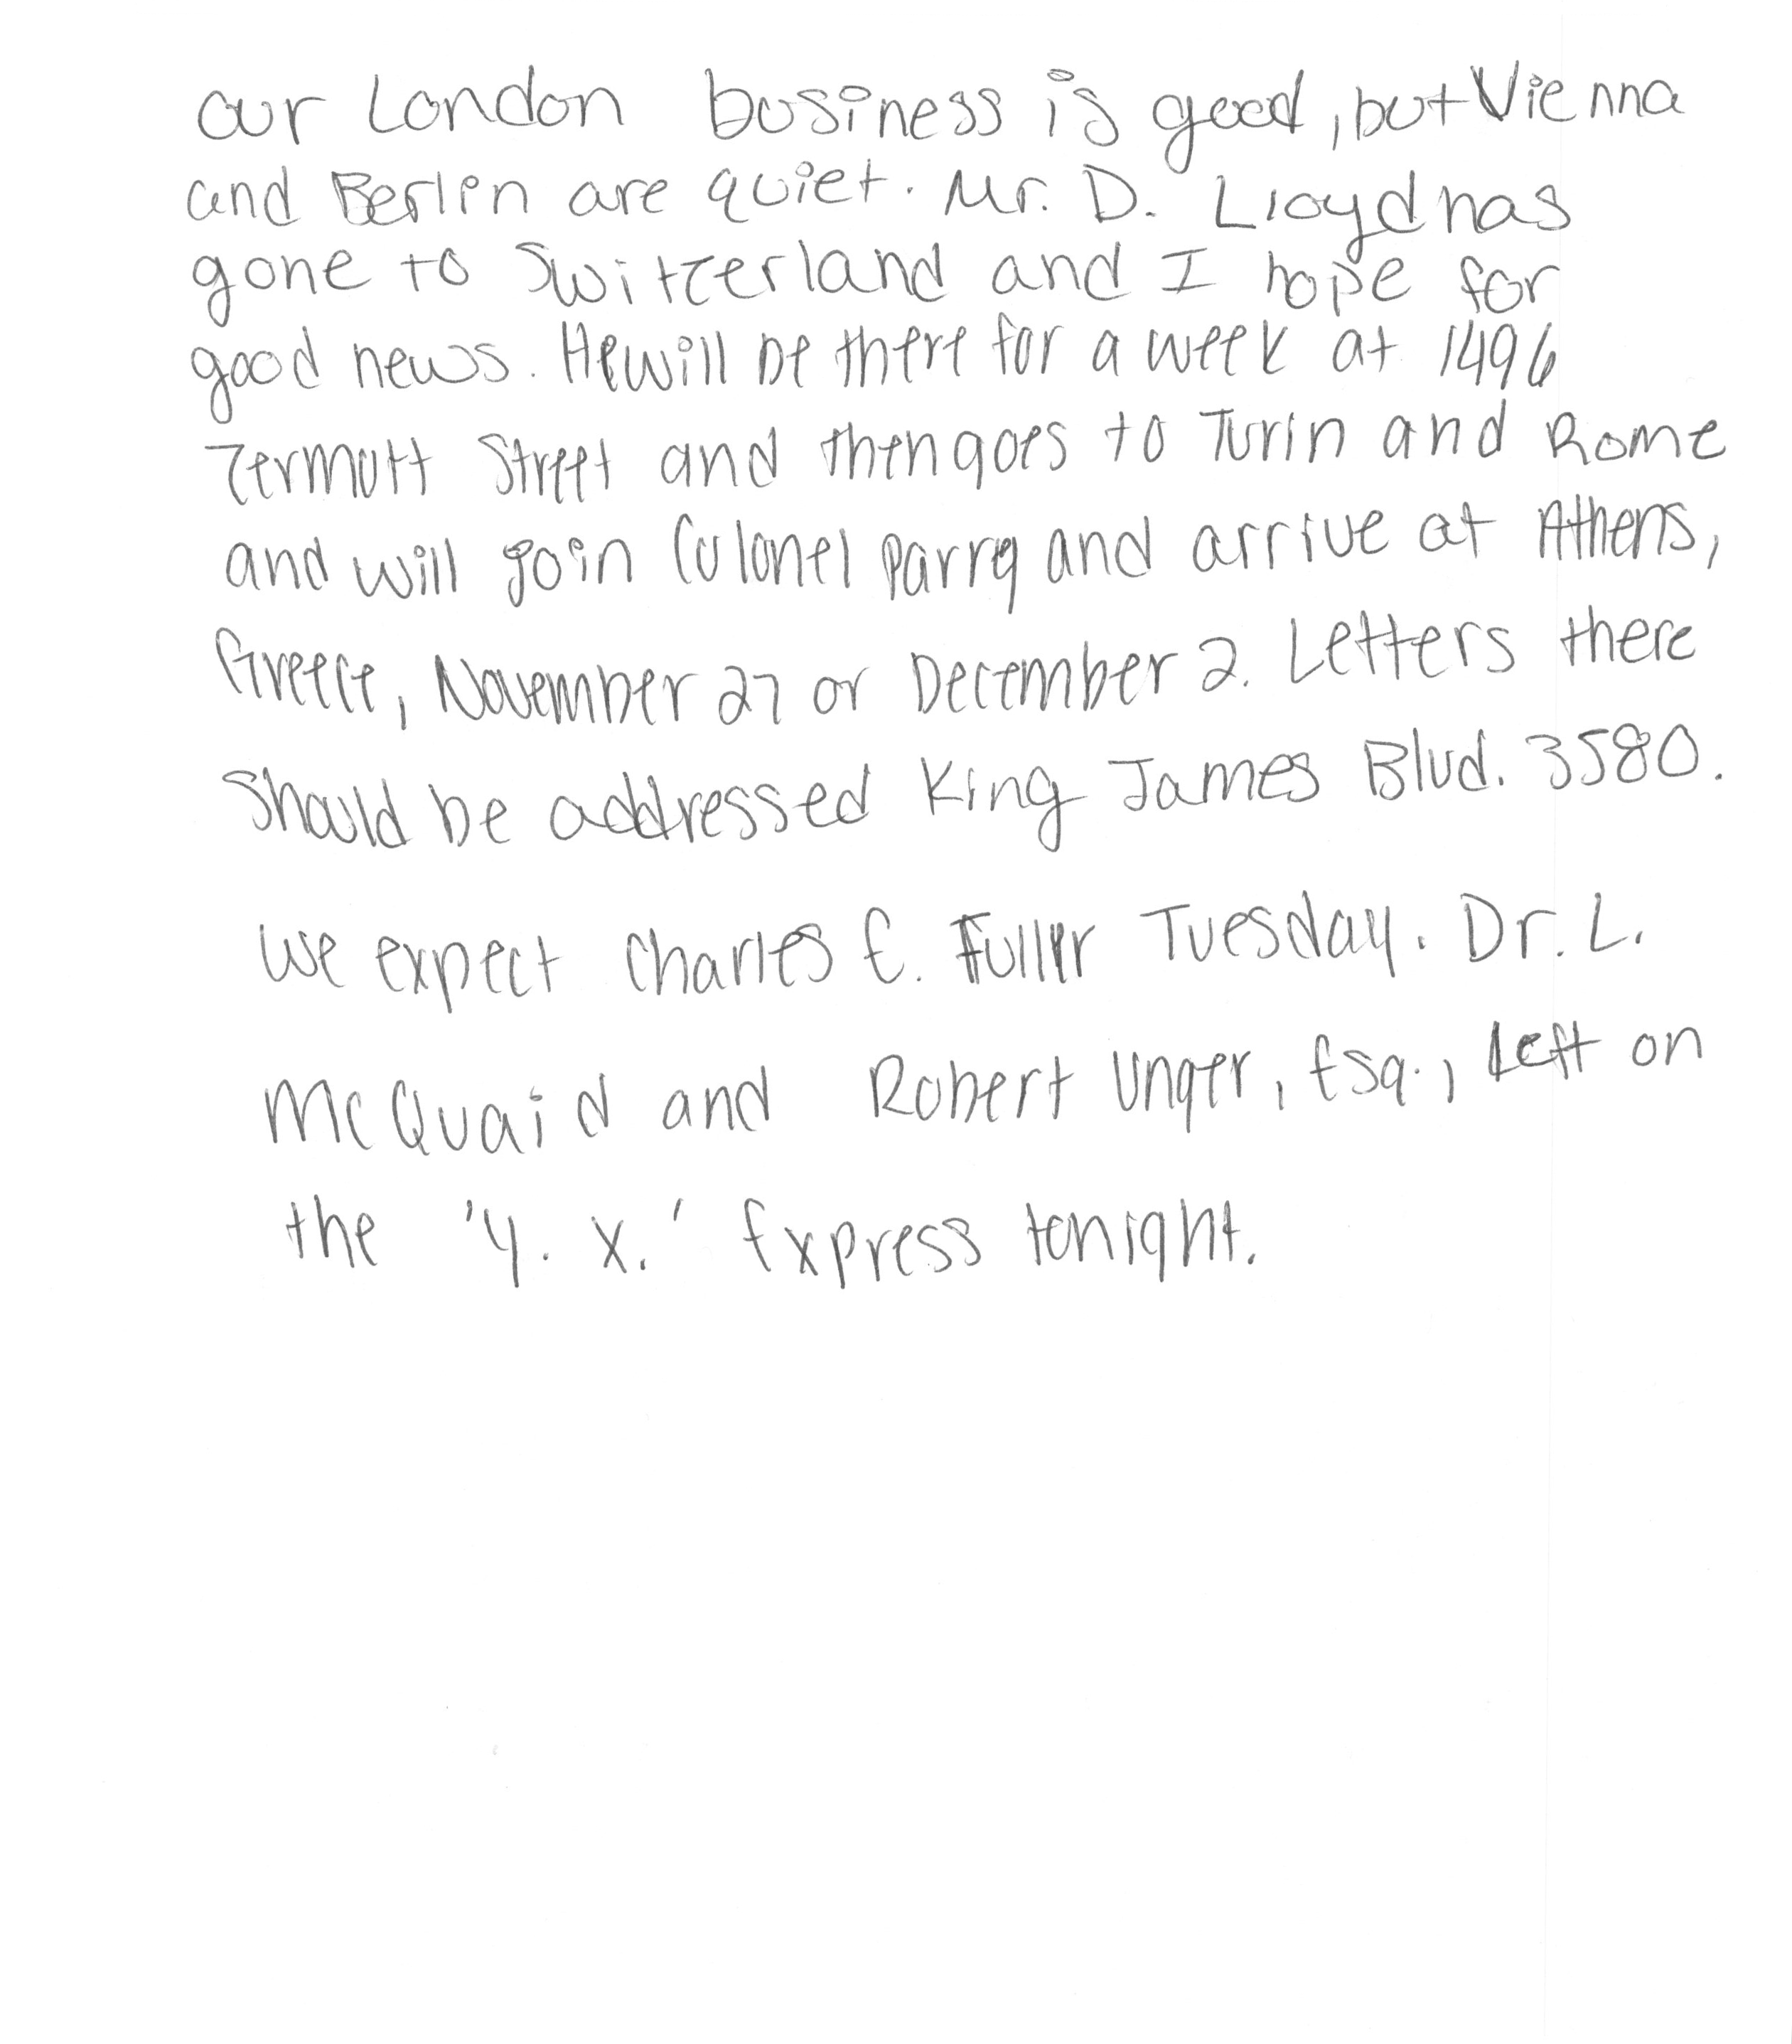 our London business is good, but Vienna
and Berlin are quiet. Mr. D. Lloyd has
gone to Switzerland and I hope for
good news. He will be there for a week at 1496
Zermott Street and then goes to Turin and Rome
and will join Colonel Parry and arrive at Athens,
Greece, November 27 or December 2. Letters there
should be addressed King James Blvd. 3580.
We expect Charles E. Fuller Tuesday. Dr. L.
McQuaid and Robert Unger, Esq., left on
the 'Y. X.' Express tonight.